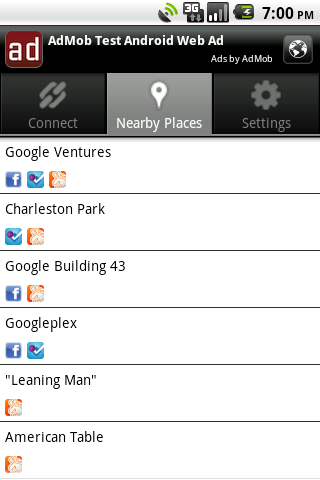 3G
7:00 PM
ad
AdMob Test Android Web Ad
Ads by AdMob
Connect
Nearby Places
Settings
Google Ventures
Charleston Park
Google Building 43
Googleplex
"Leaning Man"
American Table